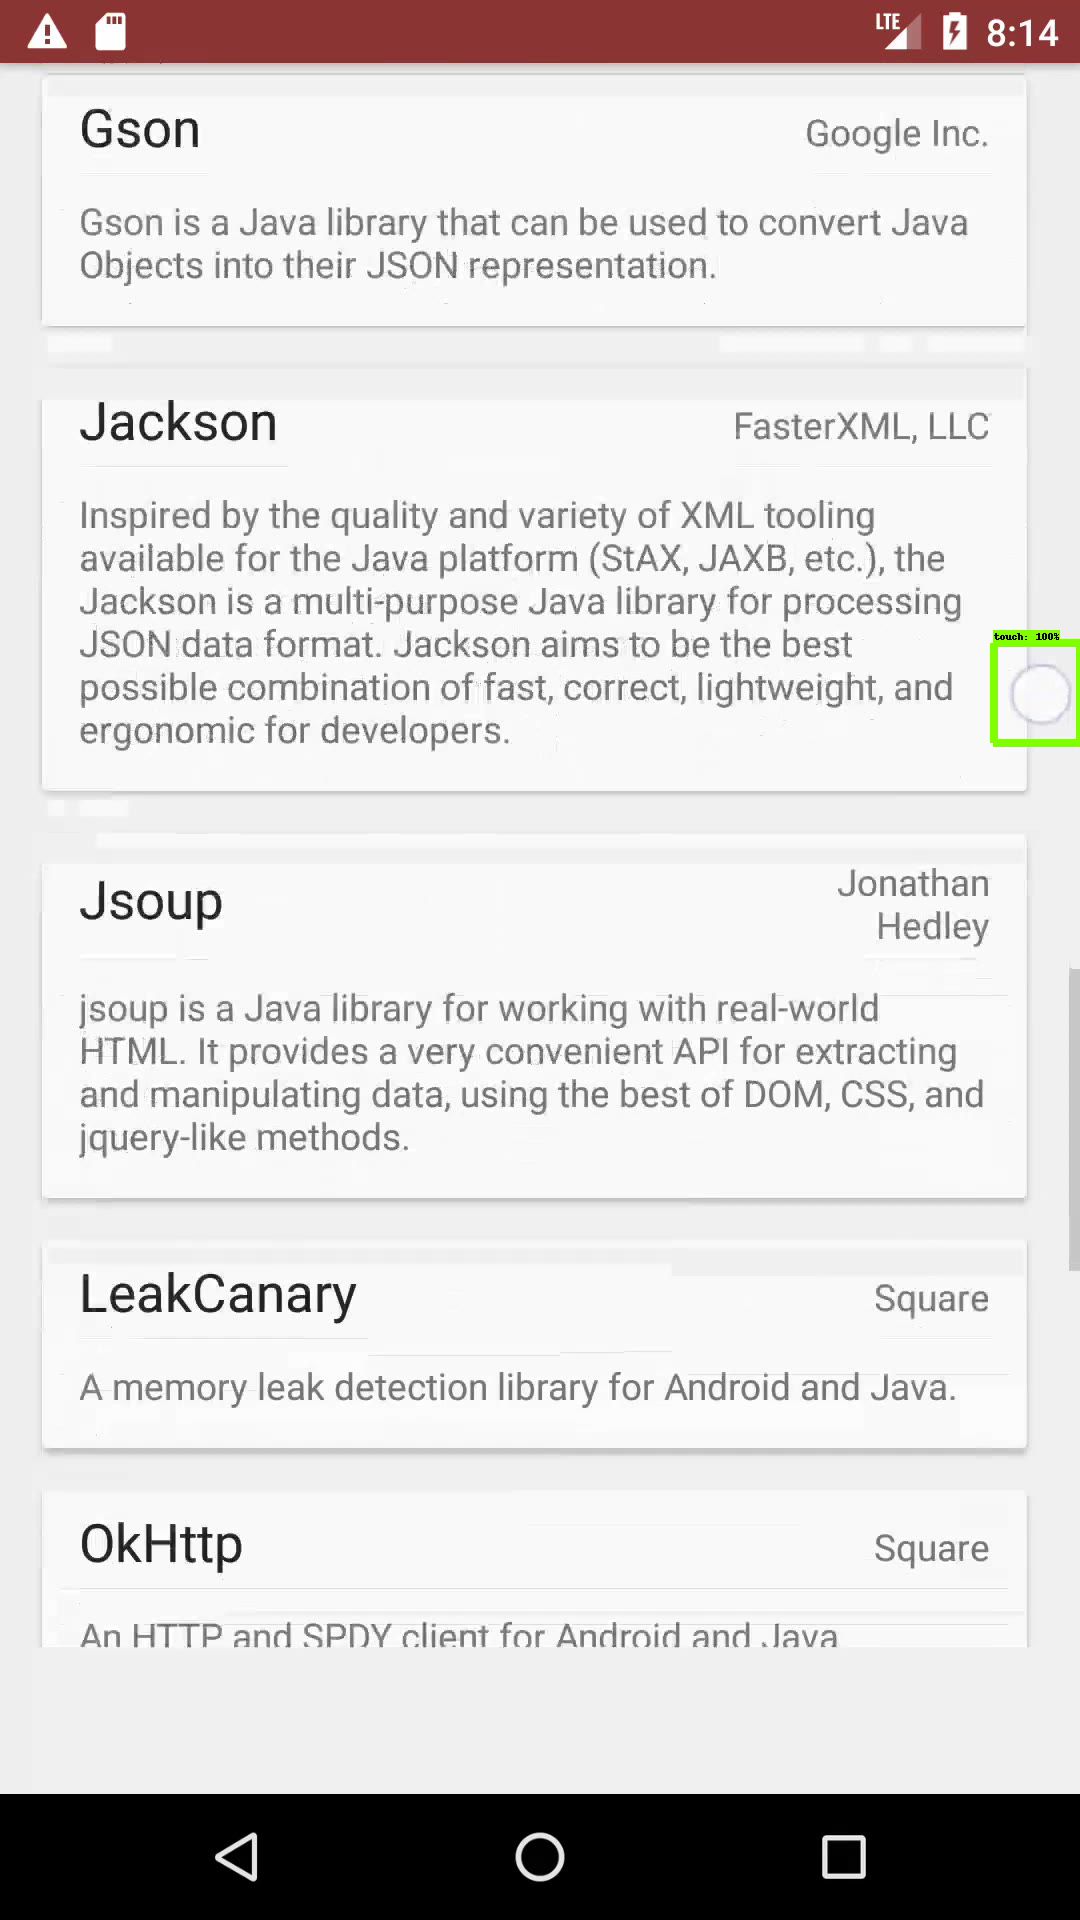 LTE 8:14
Gson Google Inc.
Gson is a Java library that can be used to convert Java
Objects into their JSON representation.
Jackson FasterXML, LLC
Inspired by the quality and variety of XML tooling
available for the Java platform (StAX, JAXB, etc.), the
Jackson is a multi-purpose Java library for processing
JSON data format. Jackson aims to be the best
possible combination of fast, correct, lightweight, and
ergonomic for developers.
touch: 100%
Jsoup Jonathan
Hedley
jsoup is a Java library for working with real-world
HTML. It provides a very convenient API for extracting
and manipulating data, using the best of DOM, CSS, and
jquery-like methods.
LeakCanary Square
A memory leak detection library for Android and Java.
OkHttp Square
An HTTP and SPDY client for Android and Java